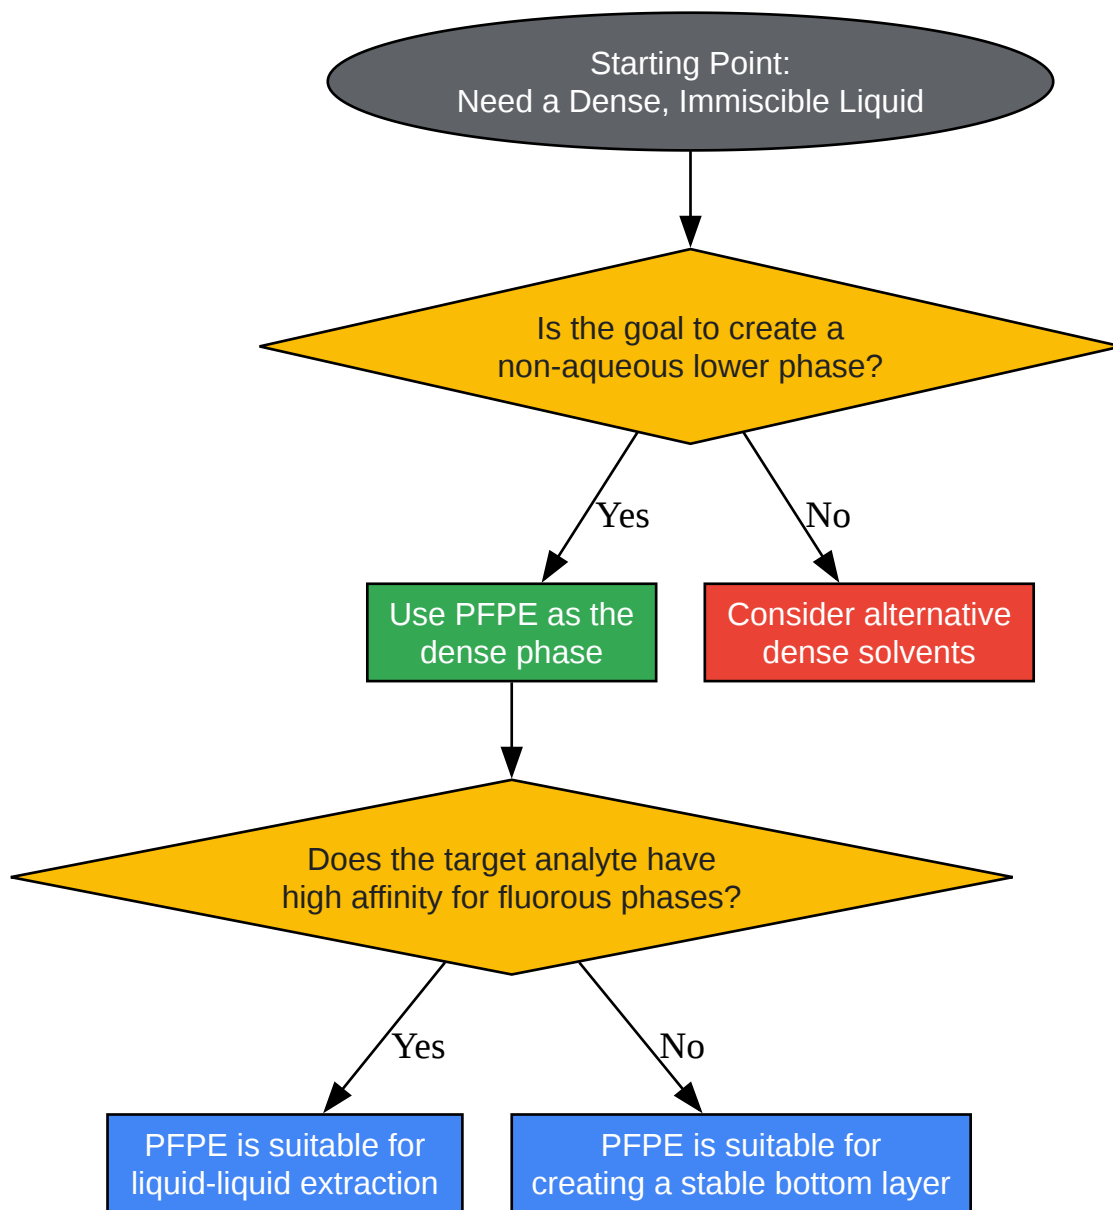 Starting Point:
Need a Dense, Immiscible Liquid
Is the goal to create a
non-aqueous lower phase?
Yes
No
Use PFPE as the
dense phase
Consider alternative
dense solvents
Does the target analyte have
high affinity for fluorous phases?
Yes
No
PFPE is suitable for
liquid-liquid extraction
PFPE is suitable for
creating a stable bottom layer